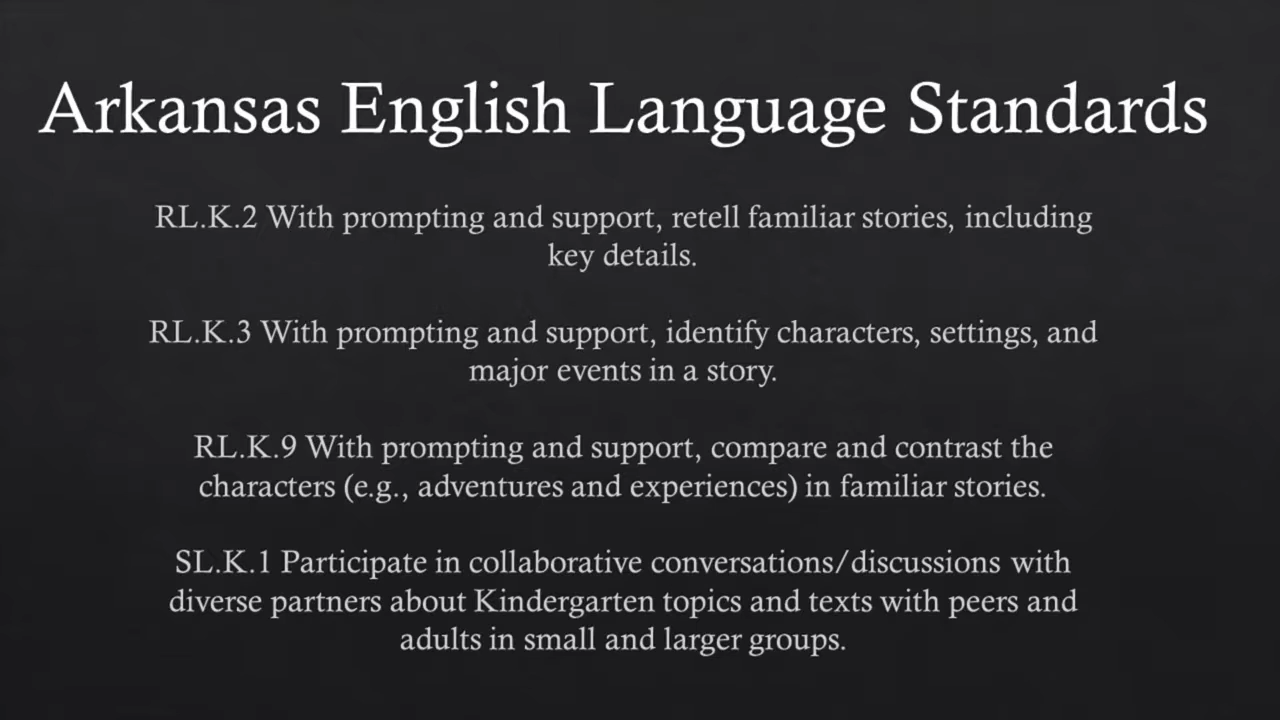 Arkansas English Language Standards
RL.K.2 With prompting and support, retell familiar stories, including
key details.
RL.K.3 With prompting and support, identify characters, settings, and
major events in a story.
RL.K.9 With prompting and support, compare and contrast the
characters (e.g., adventures and experiences) in familiar stories.
SL.K.1 Participate in collaborative conversations/discussions with
diverse partners about Kindergarten topics and texts with peers and
adults in small and larger groups.